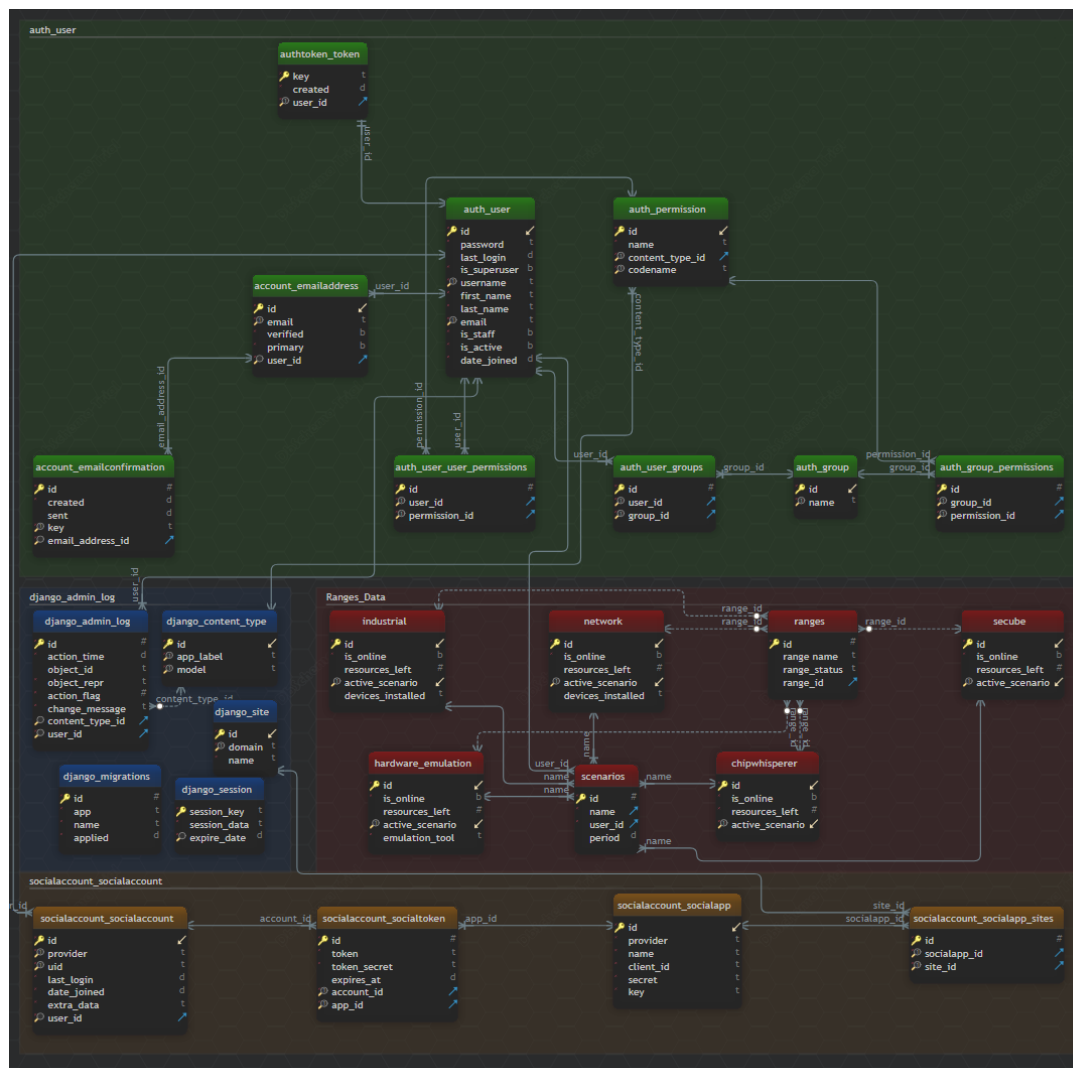 auth_user
authtoken_token
key t
created d
user_id
user_id
auth_user
id
password t
last_login d
is_superuser b
username t
first_name t
last_name t
email t
is_staff b
is_active b
date_joined d
auth_permission
id
name t
content_type_id
codename t
account_emailaddress
id
email t
verified b
primary b
user_id
user_id
content_type_id
email_address_id
permission_id
user_id
user_id
group_id
permission_id
group_id
account_emailconfirmation
id #
created d
sent d
key t
email_address_id
auth_user_user_permissions
id #
user_id
permission_id
auth_user_groups
id #
user_id
group_id
auth_group
id
name t
auth_group_permissions
id #
group_id
permission_id
user_id
django_admin_log
django_admin_log
id #
action_time d
object_id t
object_repr t
action_flag #
change_message t
content_type_id
user_id
django_content_type
id
app_label t
model t
content_type_id
django_site
id
domain t
name t
django_migrations
id #
app t
name t
applied d
django_session
session_key t
session_data t
expire_date d
Ranges_Data
industrial
id
is_online b
resources_left #
active_scenario
devices_installed t
network
id
is_online b
resources_left #
active_scenario
devices_installed t
range_id
range_id
ranges
id #
range name t
range_status t
range_id
range_id
secube
id
is_online b
resources_left #
active_scenario
range_id
range_id
name
hardware_emulation
id
is_online b
resources_left #
active_scenario
emulation_tool t
user_id
name
name
scenarios
id #
name
user_id
period d
name
name
chipwhisperer
id
is_online b
resources_left #
active_scenario
socialaccount_socialaccount
r_id
socialaccount_socialaccount
id
provider t
uid t
last_login d
date_joined d
extra_data t
user_id
account_id
socialaccount_socialtoken
id #
token t
token_secret t
expires_at d
account_id
app_id
app_id
socialaccount_socialapp
id
provider t
name t
client_id t
secret t
key t
site_id
socialapp_id
socialaccount_socialapp_sites
id #
socialapp_id
site_id